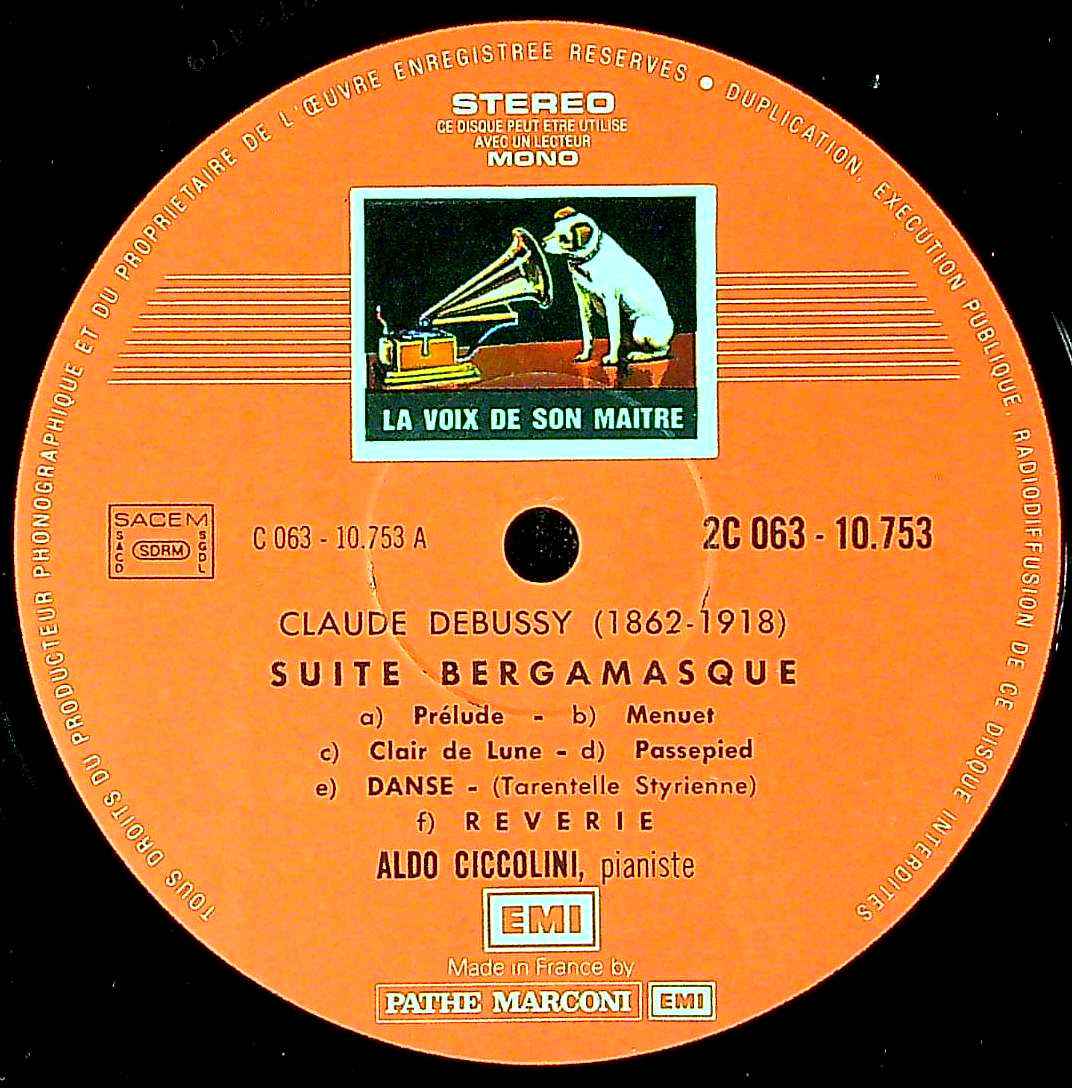 TOUS DROITS DU PRODUCTEUR PHONOGRAPHIQUE ET DU PROPRIETAIRE DE L'ŒUVRE ENREGISTREE RESERVES • DUPLICATION, EXECUTION PUBLIQUE, RADIODIFFUSION DE CE DISQUE INTERDITES
STEREO
CE DISQUE PEUT ETRE UTILISE
AVEC UN LECTEUR
MONO
LA VOIX DE SON MAITRE
SACEM
SACD
SDRM
SGDL
C 063 - 10.753 A
2C 063 - 10.753
CLAUDE DEBUSSY (1862-1918)
SUITE BERGAMASQUE
a) Prélude - b) Menuet
c) Clair de Lune - d) Passepied
e) DANSE - (Tarentelle Styrienne)
f) REVERIE
ALDO CICCOLINI, pianiste
EMI
Made in France by
PATHE MARCONI EMI